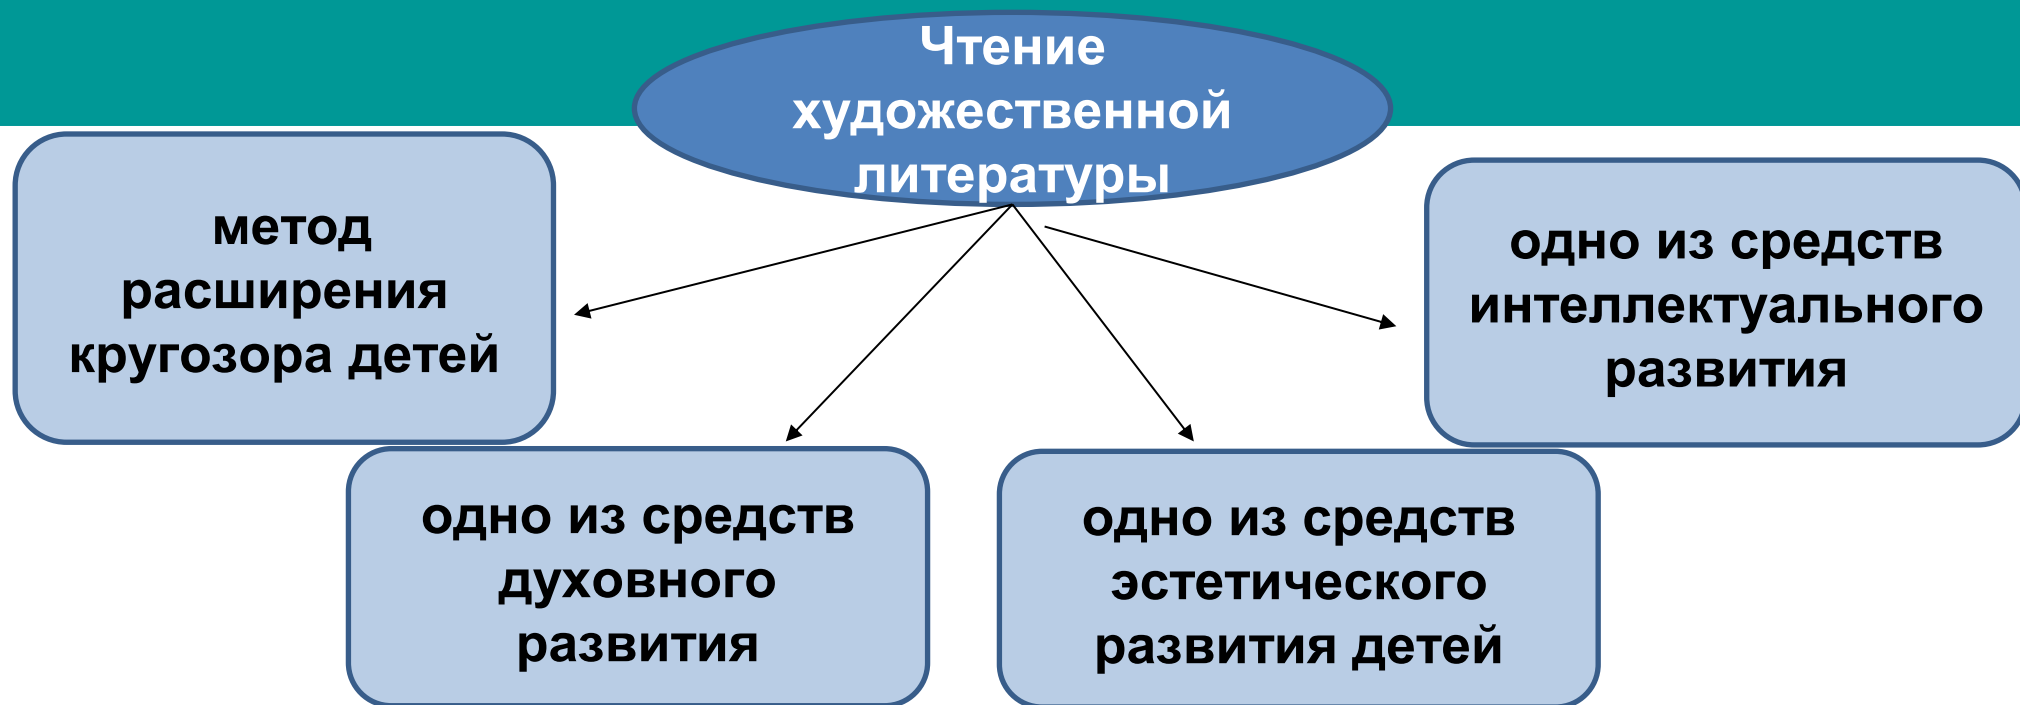 Чтение
художественной
литературы
метод
расширения
кругозора детей
одно из средств
духовного
развития
одно из средств
эстетического
развития детей
одно из средств
интеллектуального
развития